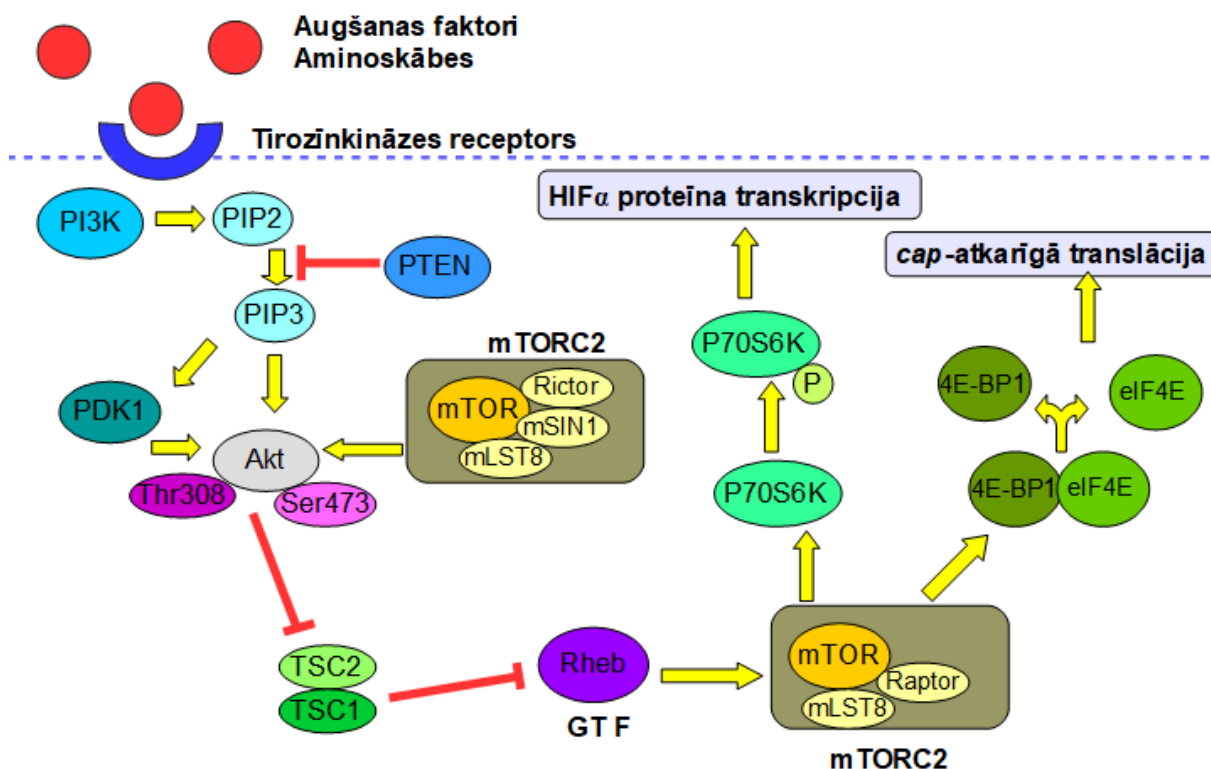 Augšanas faktori
Aminoskābes
Tirozīnkināzes receptors
HIFα proteīna transkripcija
PI3K
PIP2
PTEN
cap-atkarīgā translācija
PIP3
mTORC2
P70S6K
P
4E-BP1
eIF4E
PDK1
mTOR
Rictor
mSIN1
mLST8
Akt
Thr308
Ser473
P70S6K
4E-BP1
eIF4E
TSC2
TSC1
Rheb
GT F
mTOR
Raptor
mLST8
mTORC2